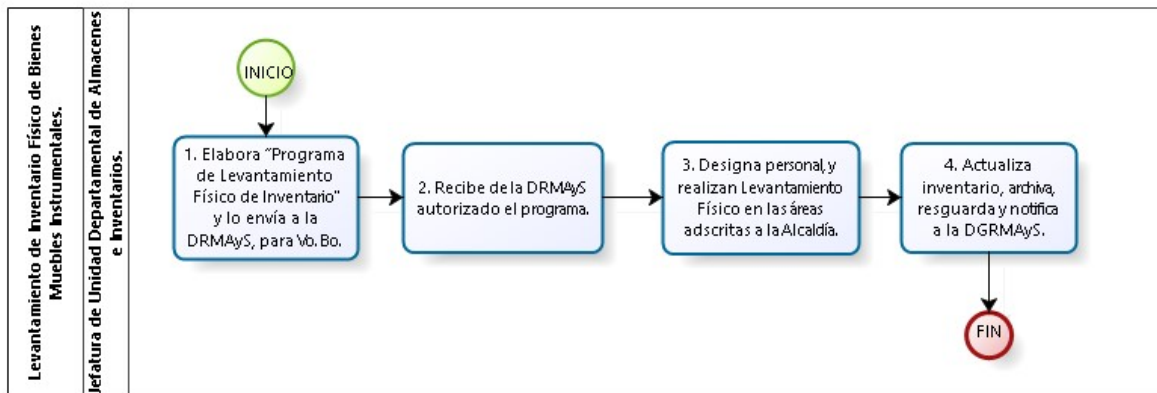 Levantamiento de Inventario Físico de Bienes
Muebles Instrumentales.
Jefatura de Unidad Departamental de Almacenes
e Inventarios.
INICIO
1. Elabora “Programa
de Levantamiento
Físico de Inventario”
y lo envía a la
DRMAyS, para Vo. Bo.
2. Recibe de la DRMAyS
autorizado el programa.
3. Designa personal, y
realizan Levantamiento
Físico en las áreas
adscritas a la Alcaldía.
4. Actualiza
inventario, archiva,
resguarda y notifica
a la DGRMAyS.
FIN